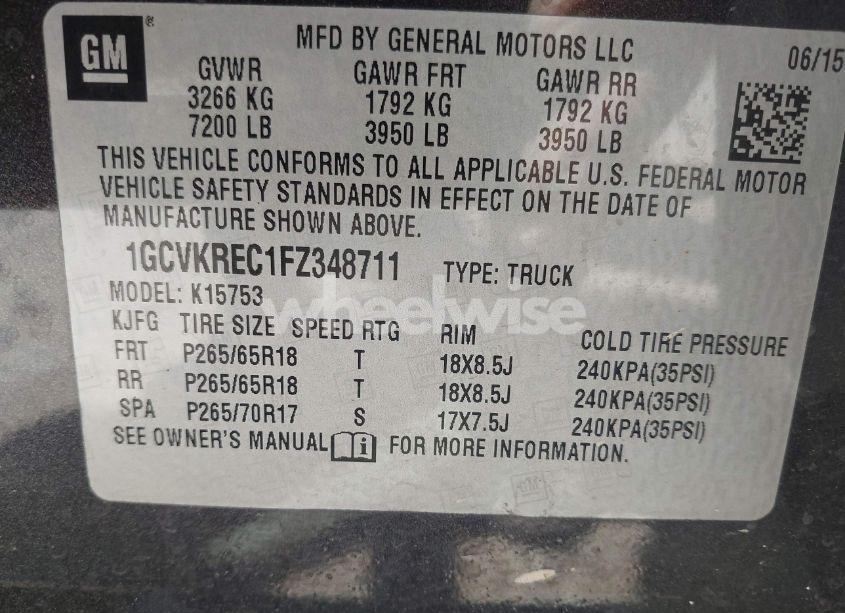 GM®
MFD BY GENERAL MOTORS LLC
06/15
GVWR GAWR FRT GAWR RR
3266 KG 1792 KG 1792 KG
7200 LB 3950 LB 3950 LB
THIS VEHICLE CONFORMS TO ALL APPLICABLE U.S. FEDERAL MOTOR
VEHICLE SAFETY STANDARDS IN EFFECT ON THE DATE OF
MANUFACTURE SHOWN ABOVE.
1GCVKREC1FZ348711 TYPE: TRUCK
MODEL: K15753
wheelwise
KJFG TIRE SIZE SPEED RTG RIM COLD TIRE PRESSURE
FRT P265/65R18 T 18X8.5J 240KPA(35PSI)
RR P265/65R18 T 18X8.5J 240KPA(35PSI)
SPA P265/70R17 S 17X7.5J 240KPA(35PSI)
SEE OWNER'S MANUAL i FOR MORE INFORMATION.